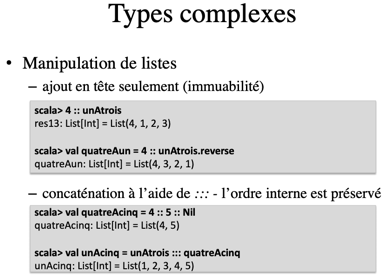 Types complexes
• Manipulation de listes
– ajout en tête seulement (immuabilité)
scala> 4 :: unAtrois
res13: List[Int] = List(4, 1, 2, 3)
scala> val quatreAun = 4 :: unAtrois.reverse
quatreAun: List[Int] = List(4, 3, 2, 1)
– concaténation à l'aide de ::: - l'ordre interne est préservé
scala> val quatreAcinq = 4 :: 5 :: Nil
quatreAcinq: List[Int] = List(4, 5)
scala> val unAcinq = unAtrois ::: quatreAcinq
unAcinq: List[Int] = List(1, 2, 3, 4, 5)